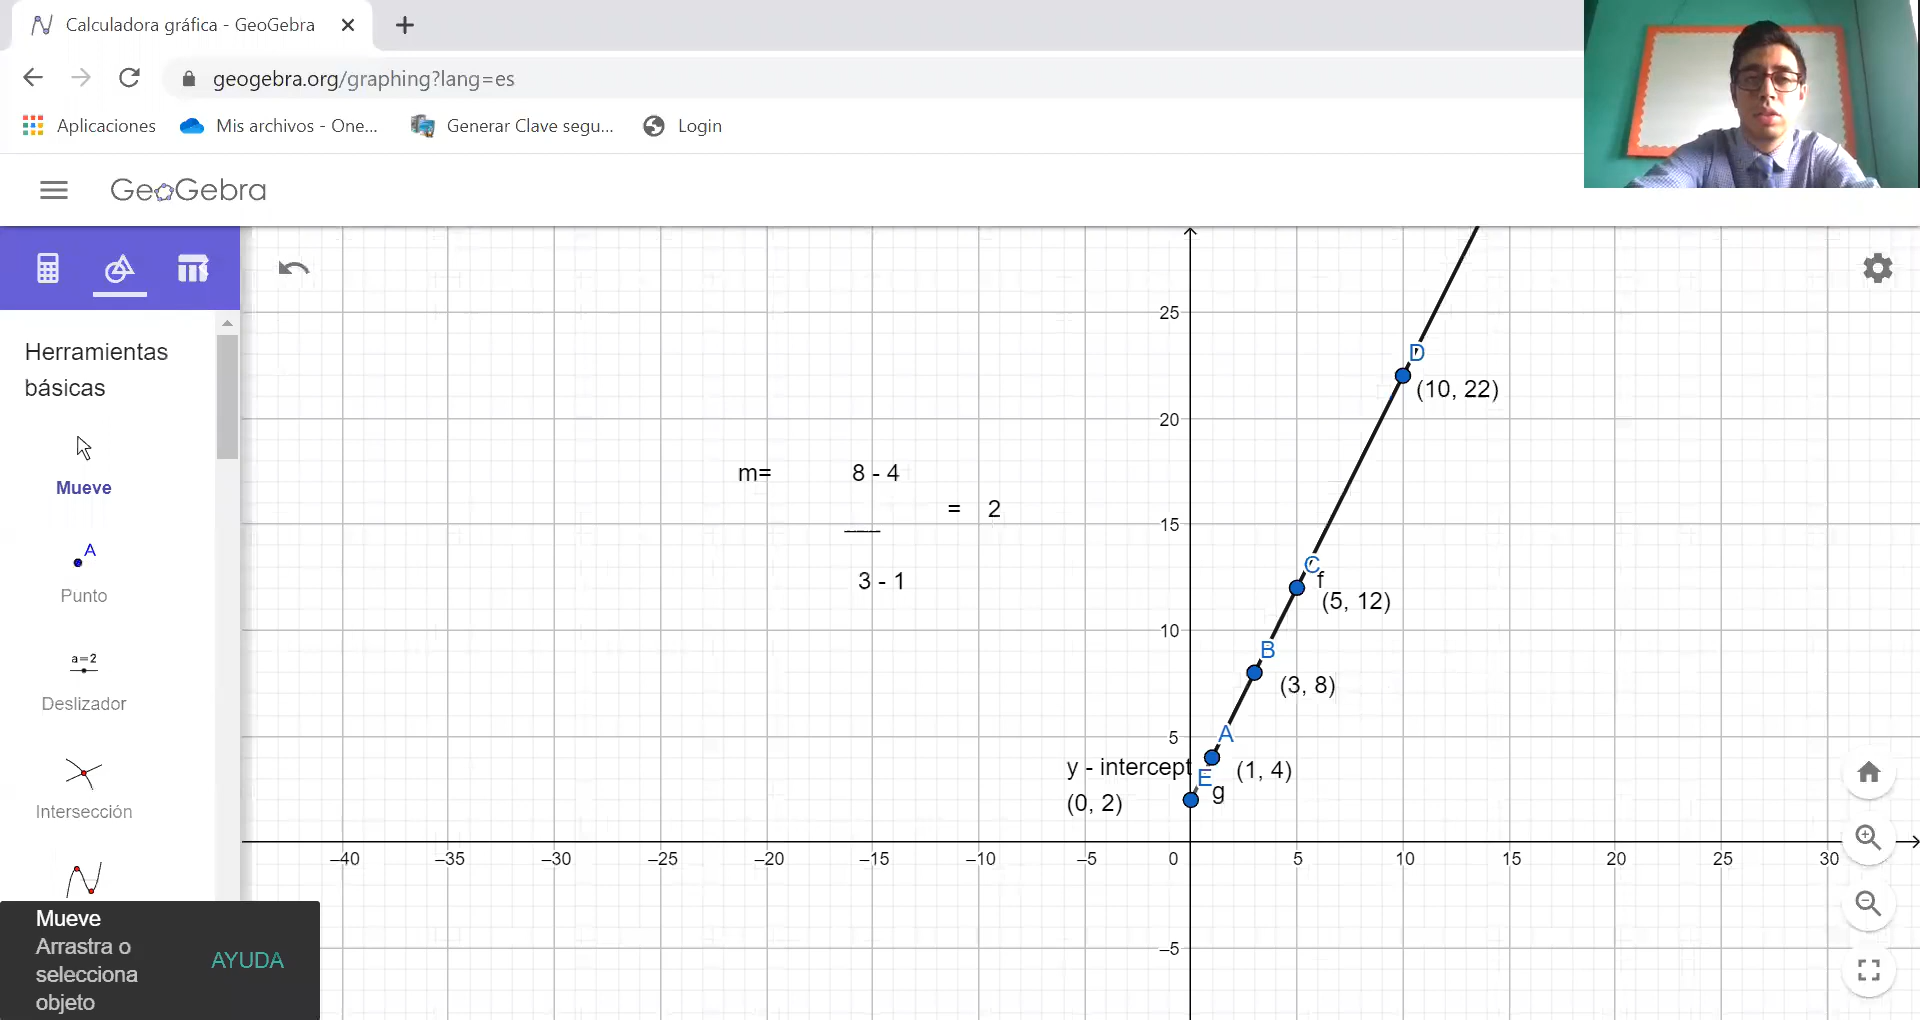 Calculadora gráfica - GeoGebra
geogebra.org/graphing?lang=es
Aplicaciones
Mis archivos - One...
Generar Clave segu...
Login
GeoGebra
Herramientas
básicas
Mueve
A
Punto
a=2
Deslizador
Intersección
Mueve
Arrastra o
selecciona
objeto
AYUDA
m=
8 - 4
= 2
3 - 1
25
20
15
10
5
–5
–40
–35
–30
–25
–20
–15
–10
–5
0
5
10
15
20
25
30
D
(10, 22)
C
f
(5, 12)
B
(3, 8)
A
(1, 4)
y - intercept
E
g
(0, 2)